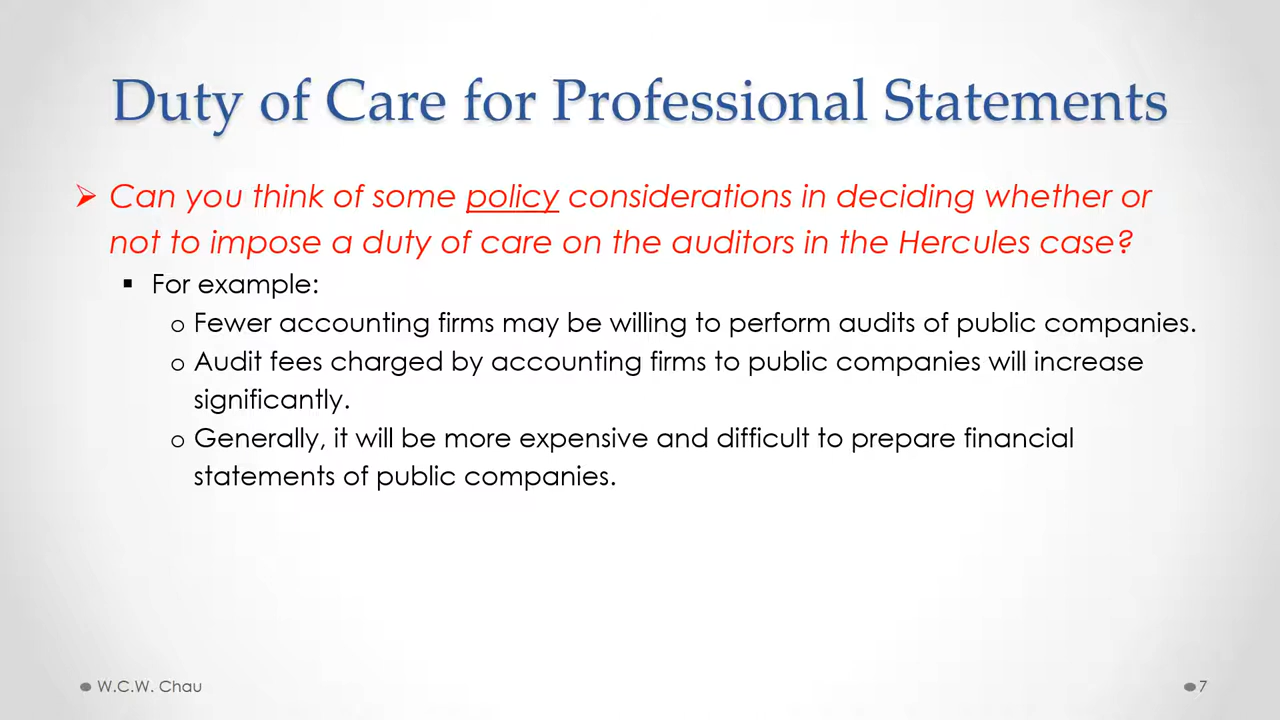 Duty of Care for Professional Statements
➢ Can you think of some policy considerations in deciding whether or
not to impose a duty of care on the auditors in the Hercules case?
▪ For example:
o Fewer accounting firms may be willing to perform audits of public companies.
o Audit fees charged by accounting firms to public companies will increase
significantly.
o Generally, it will be more expensive and difficult to prepare financial
statements of public companies.
● W.C.W. Chau
● 7